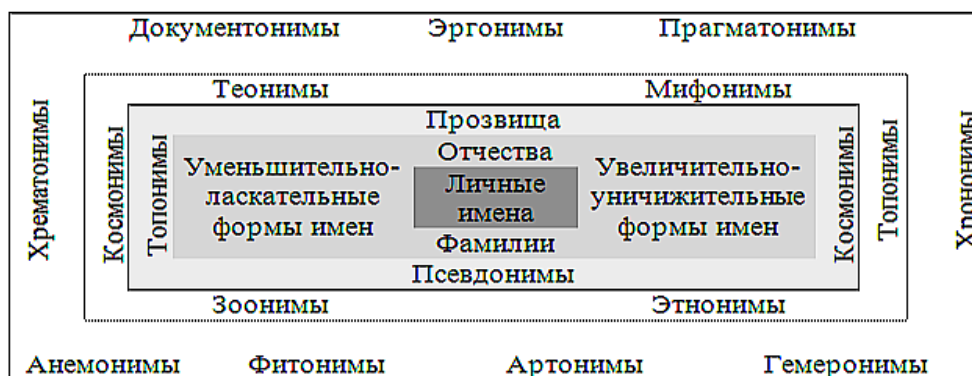 Документонимы Эргонимы Прагматонимы
Теонимы Мифонимы
Хрематонимы
Космонимы
Топонимы
Прозвища
Отчества
Уменьшительно-
ласкательные
формы имен
Личные
имена
Увеличительно-
уничижительные
формы имен
Фамилии
Псевдонимы
Космонимы
Топонимы
Хрононимы
Зоонимы Этнонимы
Анемонимы Фитонимы Артонимы Гемеронимы